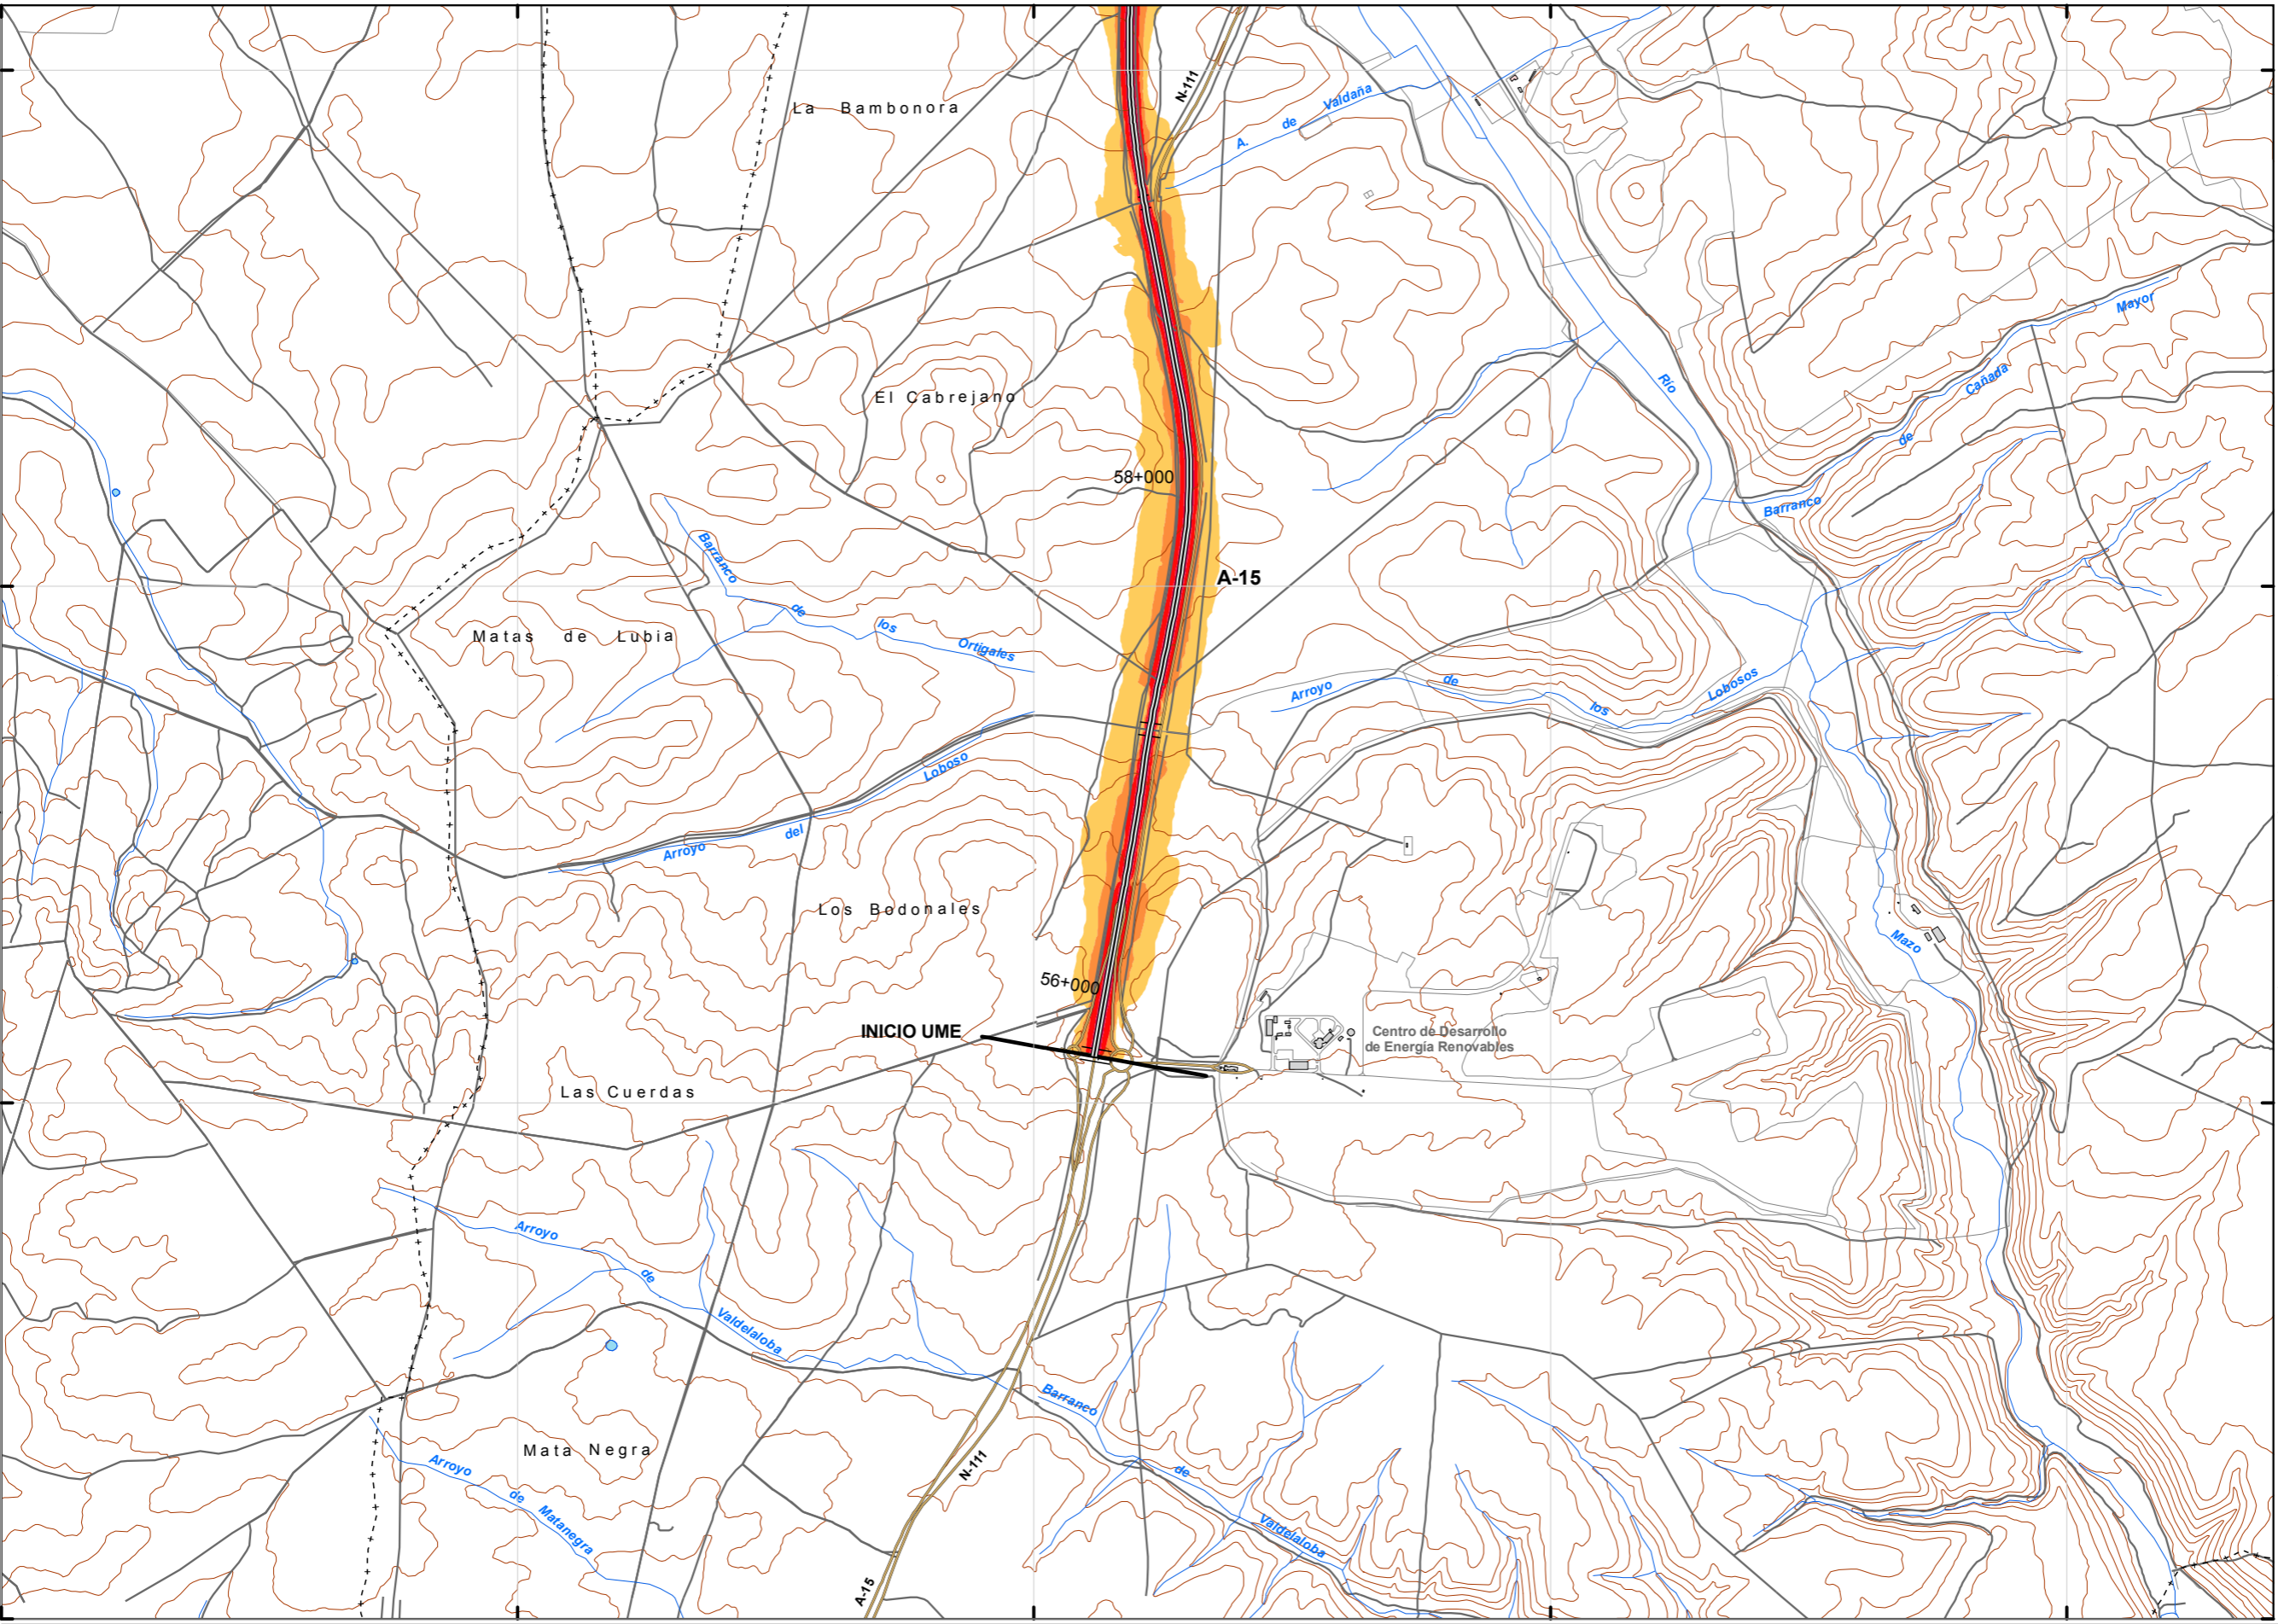 La Bambonora
N-111
A. de Valdaña
El Cabrejano
Río
Mayor
Cañada
de
Barranco
58+000
A-15
Barranco
de
los
Ortigales
Matas de Lubia
Arroyo
de
los
Lobosos
Loboso
del
Arroyo
Los Bodonales
Mazo
56+000
INICIO UME
Centro de Desarrollo
de Energía Renovables
Las Cuerdas
Arroyo
de
Valdelaloba
Barranco
de
Valdelaloba
Mata Negra
Arroyo
de Matanegra
N-111
A-15